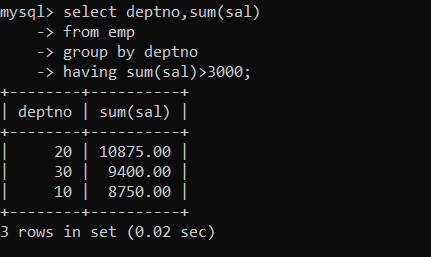 mysql> select deptno,sum(sal)
    -> from emp
    -> group by deptno
    -> having sum(sal)>3000;
+--------+----------+
| deptno | sum(sal) |
+--------+----------+
|     20 | 10875.00 |
|     30 |  9400.00 |
|     10 |  8750.00 |
+--------+----------+
3 rows in set (0.02 sec)